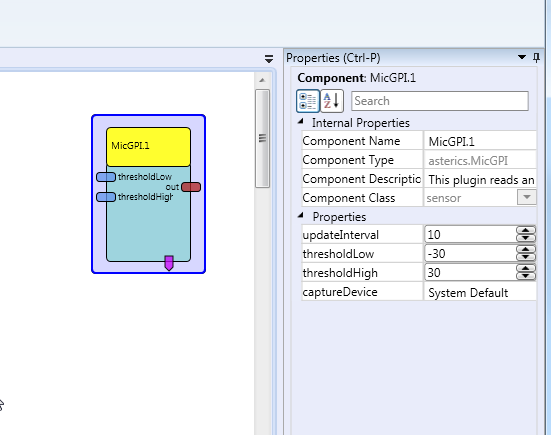 Properties (Ctrl-P)
Component: MicGPI.1
Search
Internal Properties
Component Name MicGPI.1
Component Type asterics.MicGPI
Component Descriptio This plugin reads an
Component Class sensor
Properties
updateInterval 10
thresholdLow -30
thresholdHigh 30
captureDevice System Default
MicGPI.1
thresholdLow
out
thresholdHigh